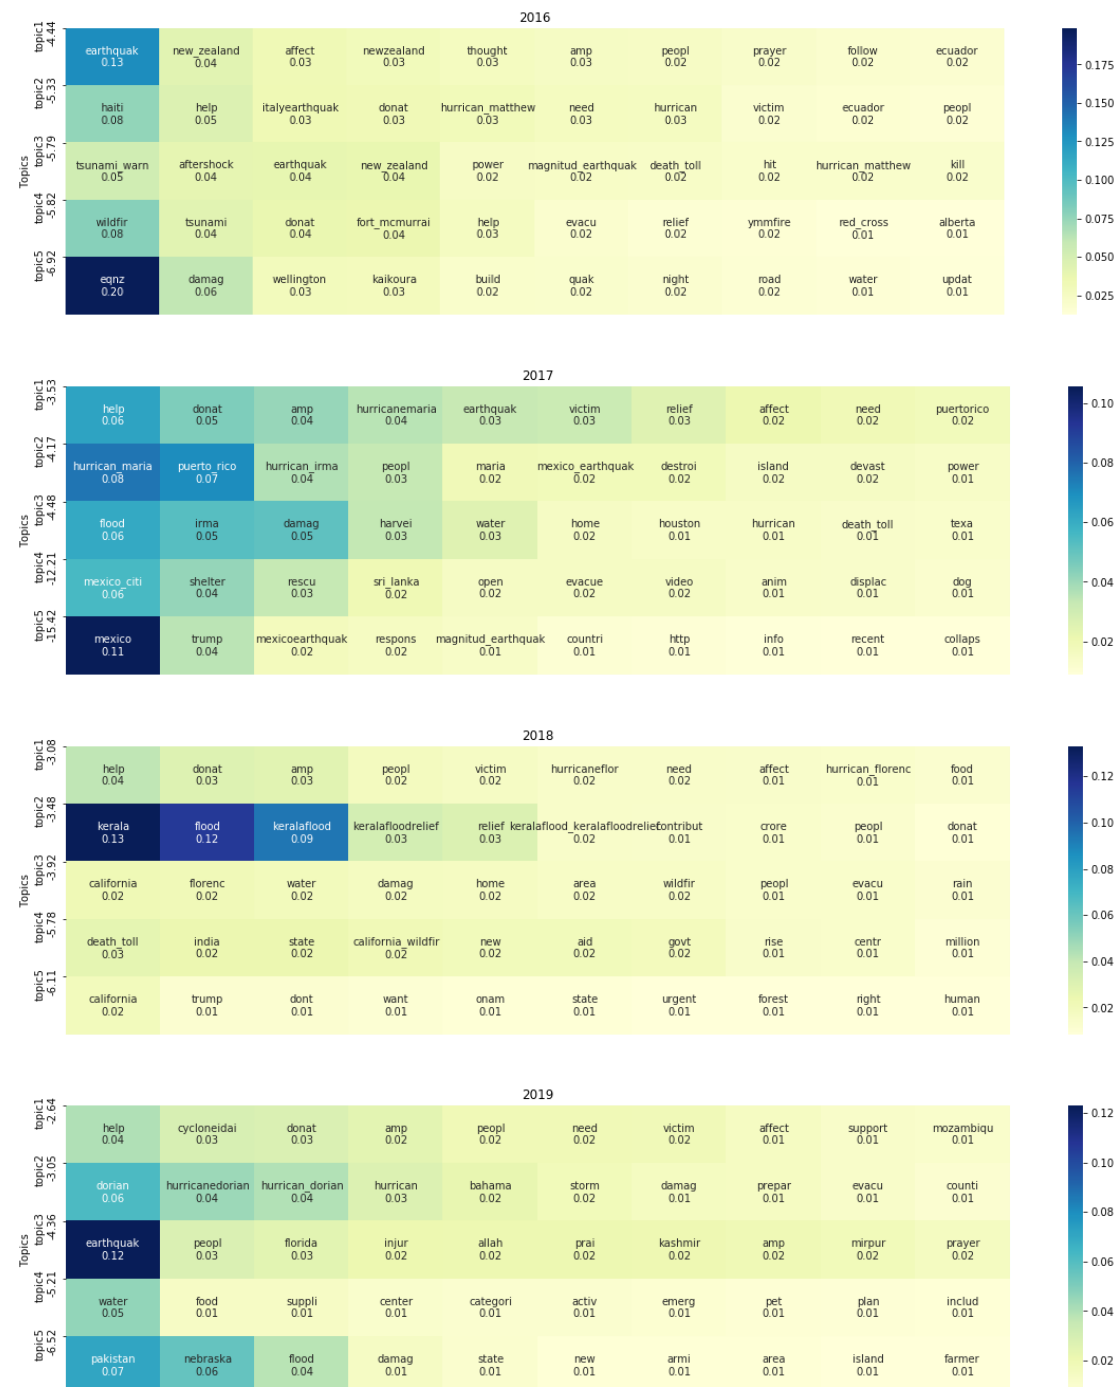 2016
topic1
-4.44
earthquak new_zealand affect newzealand thought amp peopl prayer follow ecuador
0.13 0.04 0.03 0.03 0.03 0.03 0.02 0.02 0.02 0.02
topic2
-5.33
haiti help italyearthquak donat hurrican_matthew need hurrican victim ecuador peopl
0.08 0.05 0.03 0.03 0.03 0.03 0.03 0.02 0.02 0.02
topic3
-5.79
tsunami_warn aftershock earthquak new_zealand power magnitud_earthquak death_toll hit hurrican_matthew kill
0.05 0.04 0.04 0.04 0.02 0.02 0.02 0.02 0.02 0.02
topic4
-5.82
wildfir tsunami donat fort_mcmurrai help evacu relief ymmfire red_cross alberta
0.08 0.04 0.04 0.04 0.03 0.02 0.02 0.02 0.01 0.01
topic5
-6.92
eqnz damag wellington kaikoura build quak night road water updat
0.20 0.06 0.03 0.03 0.02 0.02 0.02 0.02 0.01 0.01
Topics
0.175
0.150
0.125
0.100
0.075
0.050
0.025
2017
topic1
-3.53
help donat amp hurricanemaria earthquak victim relief affect need puertorico
0.06 0.05 0.04 0.04 0.03 0.03 0.03 0.02 0.02 0.02
topic2
-4.17
hurrican_maria puerto_rico hurrican_irma peopl maria mexico_earthquak destroi island devast power
0.08 0.07 0.04 0.03 0.02 0.02 0.02 0.02 0.02 0.01
topic3
-4.48
flood irma damag harvei water home houston hurrican death_toll texa
0.06 0.05 0.05 0.03 0.03 0.02 0.01 0.01 0.01 0.01
topic4
-12.21
mexico_citi shelter rescu sri_lanka open evacue video anim displac dog
0.06 0.04 0.03 0.02 0.02 0.02 0.02 0.01 0.01 0.01
topic5
-15.42
mexico trump mexicoearthquak respons magnitud_earthquak countri http info recent collaps
0.11 0.04 0.02 0.02 0.01 0.01 0.01 0.01 0.01 0.01
Topics
0.10
0.08
0.06
0.04
0.02
2018
topic1
-3.08
help donat amp peopl victim hurricaneflor need affect hurrican_florenc food
0.04 0.03 0.03 0.02 0.02 0.02 0.02 0.01 0.01 0.01
topic2
-3.48
kerala flood keralaflood keralafloodrelief relief keralaflood_keralafloodrelief contribut crore peopl donat
0.13 0.12 0.09 0.03 0.03 0.02 0.01 0.01 0.01 0.01
topic3
-3.92
california florenc water damag home area wildfir peopl evacu rain
0.02 0.02 0.02 0.02 0.02 0.02 0.02 0.01 0.01 0.01
topic4
-5.78
death_toll india state california_wildfir new aid govt rise centr million
0.03 0.02 0.02 0.02 0.02 0.02 0.02 0.01 0.01 0.01
topic5
-6.11
california trump dont want onam state urgent forest right human
0.02 0.01 0.01 0.01 0.01 0.01 0.01 0.01 0.01 0.01
Topics
0.12
0.10
0.08
0.06
0.04
0.02
2019
topic1
-2.64
help cycloneidai donat amp peopl need victim affect support mozambiqu
0.04 0.03 0.03 0.02 0.02 0.02 0.02 0.01 0.01 0.01
topic2
-3.05
dorian hurricanedorian hurrican_dorian hurrican bahama storm damag prepar evacu counti
0.06 0.04 0.04 0.03 0.02 0.02 0.01 0.01 0.01 0.01
topic3
-4.36
earthquak peopl florida injur allah prai kashmir amp mirpur prayer
0.12 0.03 0.03 0.02 0.02 0.02 0.02 0.02 0.02 0.02
topic4
-5.21
water food suppli center categori activ emerg pet plan includ
0.05 0.01 0.01 0.01 0.01 0.01 0.01 0.01 0.01 0.01
topic5
-6.52
pakistan nebraska flood damag state new armi area island farmer
0.07 0.06 0.04 0.01 0.01 0.01 0.01 0.01 0.01 0.01
Topics
0.12
0.10
0.08
0.06
0.04
0.02